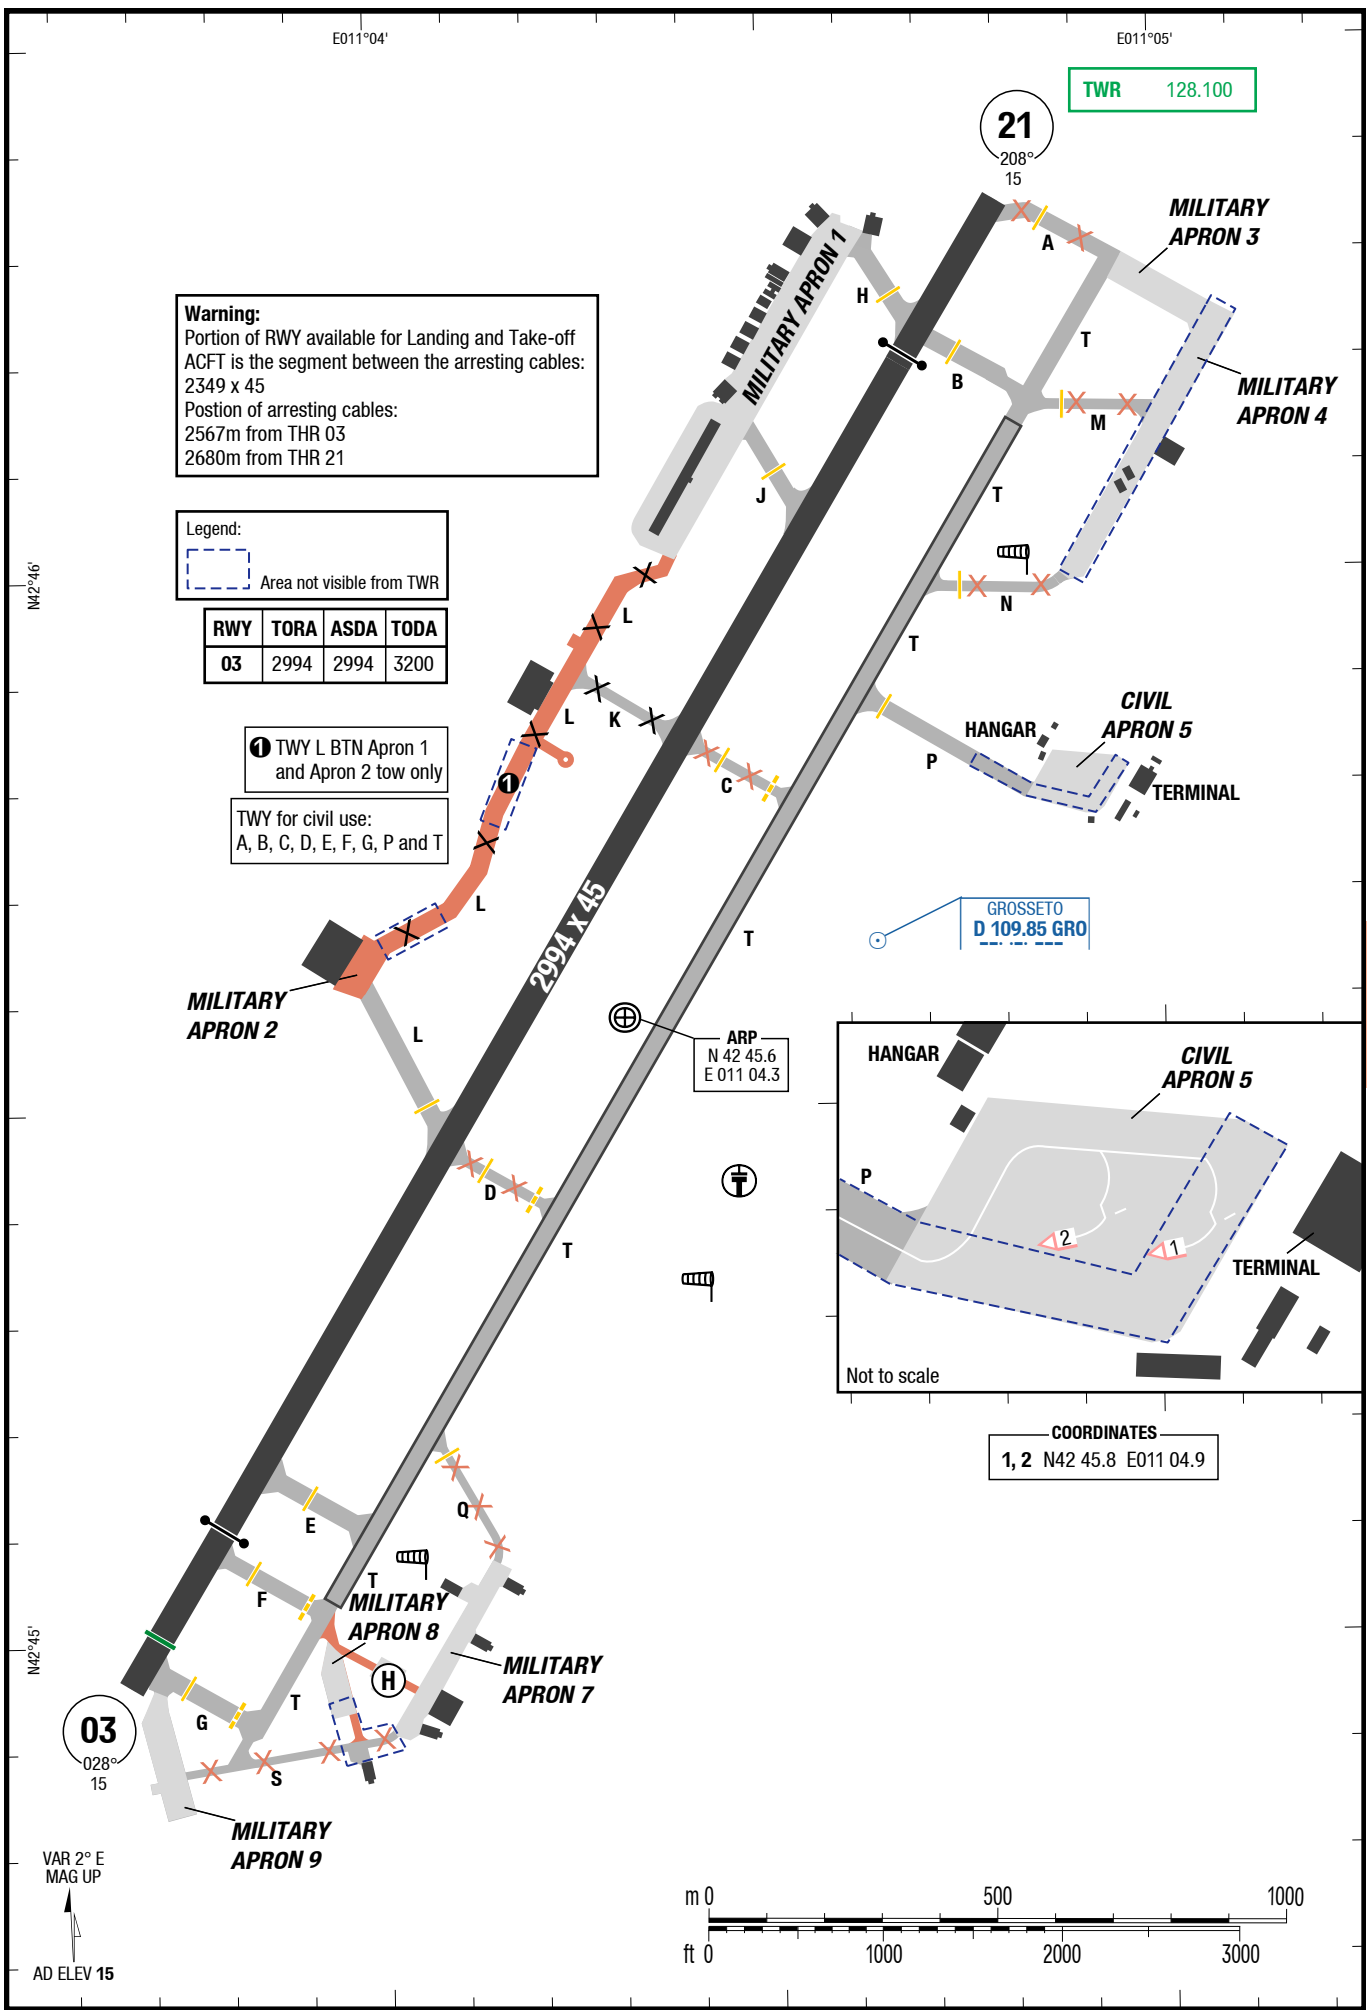 E011°04'
E011°05'
TWR 128.100
21
208°
15
MILITARY
APRON 3
MILITARY APRON 1
A
H
T
B
MILITARY
APRON 4
M
Warning:
Portion of RWY available for Landing and Take-off
ACFT is the segment between the arresting cables:
2349 x 45
Postion of arresting cables:
2567m from THR 03
2680m from THR 21
J
T
Legend:
Area not visible from TWR
N42°46'
N
L
T
RWY TORA ASDA TODA
03 2994 2994 3200
L
K
HANGAR
CIVIL
APRON 5
P
TERMINAL
1 TWY L BTN Apron 1
and Apron 2 tow only
1
C
TWY for civil use:
A, B, C, D, E, F, G, P and T
L
2994 x 45
T
GROSSETO
D 109.85 GRO
MILITARY
APRON 2
L
ARP
N 42 45.6
E 011 04.3
HANGAR
CIVIL
APRON 5
P
2
1
TERMINAL
Not to scale
D
T
COORDINATES
1, 2 N42 45.8 E011 04.9
Q
E
T
F
MILITARY
APRON 8
N42°45'
H
MILITARY
APRON 7
T
G
03
028°
15
S
MILITARY
APRON 9
VAR 2° E
MAG UP
AD ELEV 15
m 0 500 1000
ft 0 1000 2000 3000